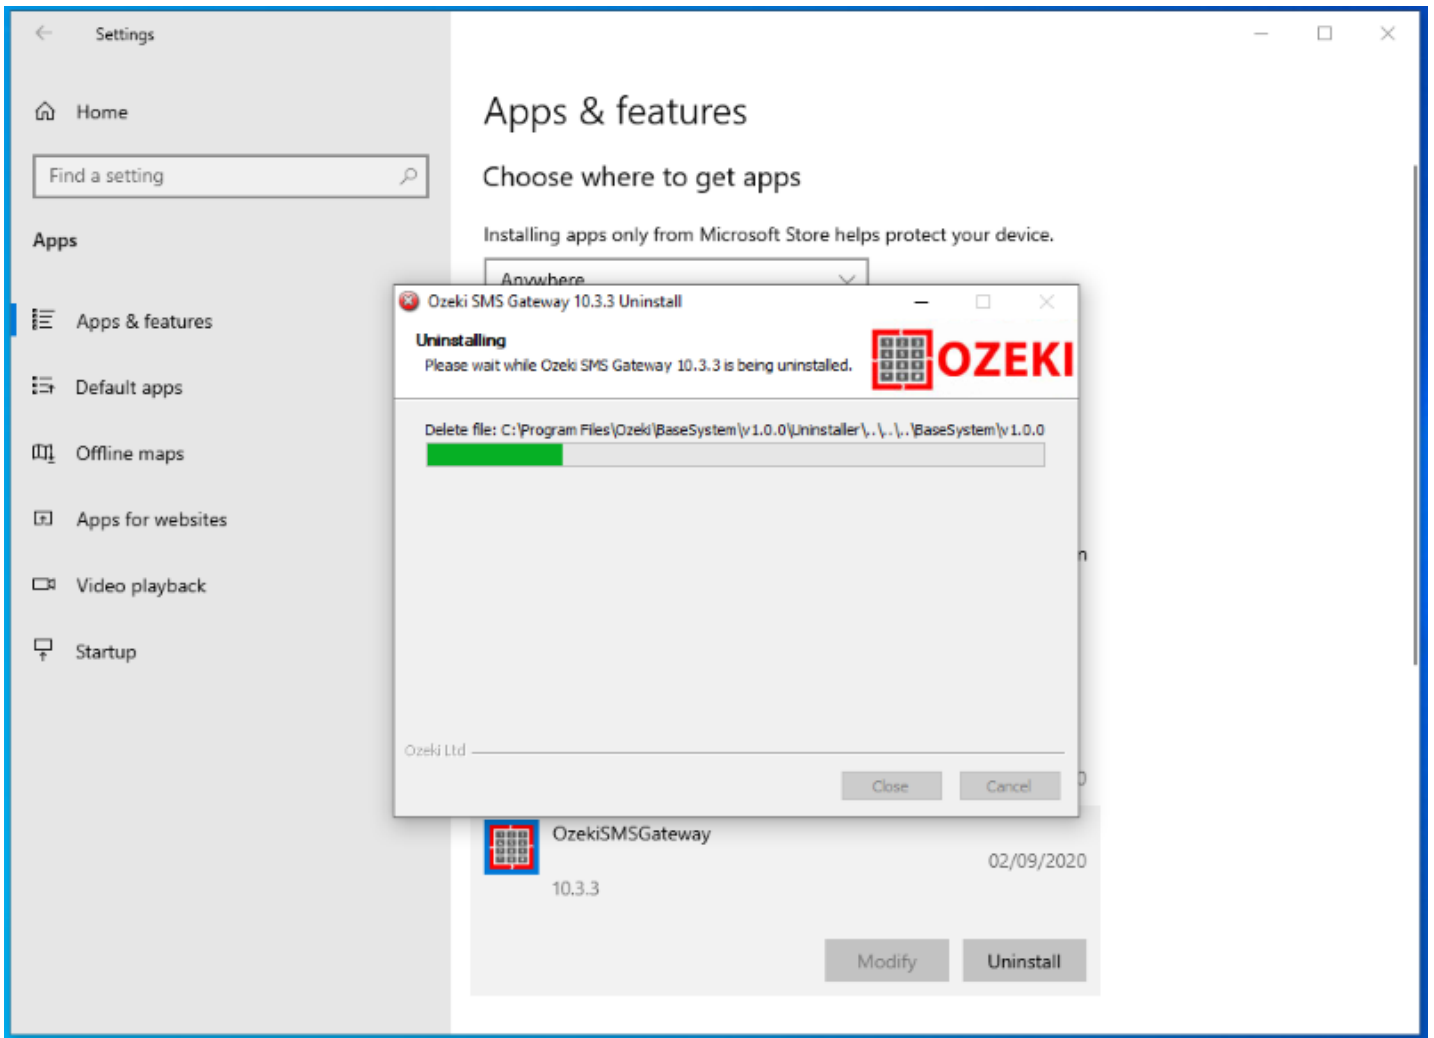 Settings
Home
Find a setting
Apps
Apps & features
Default apps
Offline maps
Apps for websites
Video playback
Startup
Apps & features
Choose where to get apps
Installing apps only from Microsoft Store helps protect your device.
Anywhere
Ozeki SMS Gateway 10.3.3 Uninstall
Uninstalling
Please wait while Ozeki SMS Gateway 10.3.3 is being uninstalled.
OZEKI
Delete file: C:\Program Files\Ozeki\BaseSystem\v1.0.0\Uninstaller\..\..\..\BaseSystem\v1.0.0
n
Ozeki Ltd
Close
Cancel
0
OzekiSMSGateway
02/09/2020
10.3.3
Modify
Uninstall